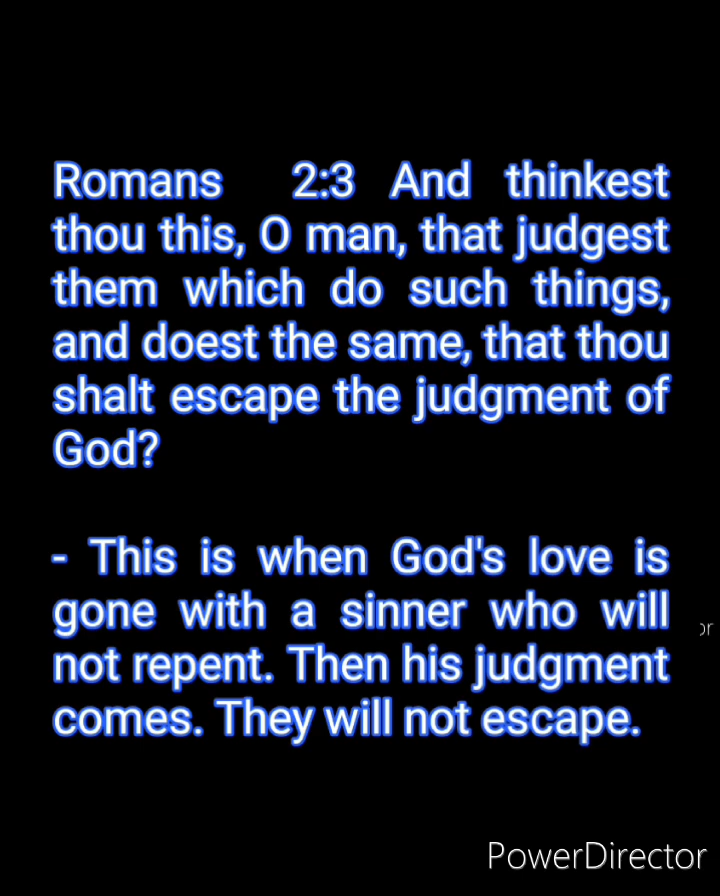 Romans 2:3 And thinkest
thou this, O man, that judgest
them which do such things,
and doest the same, that thou
shalt escape the judgment of
God?
- This is when God's love is
gone with a sinner who will
not repent. Then his judgment
comes. They will not escape.
or
PowerDirector